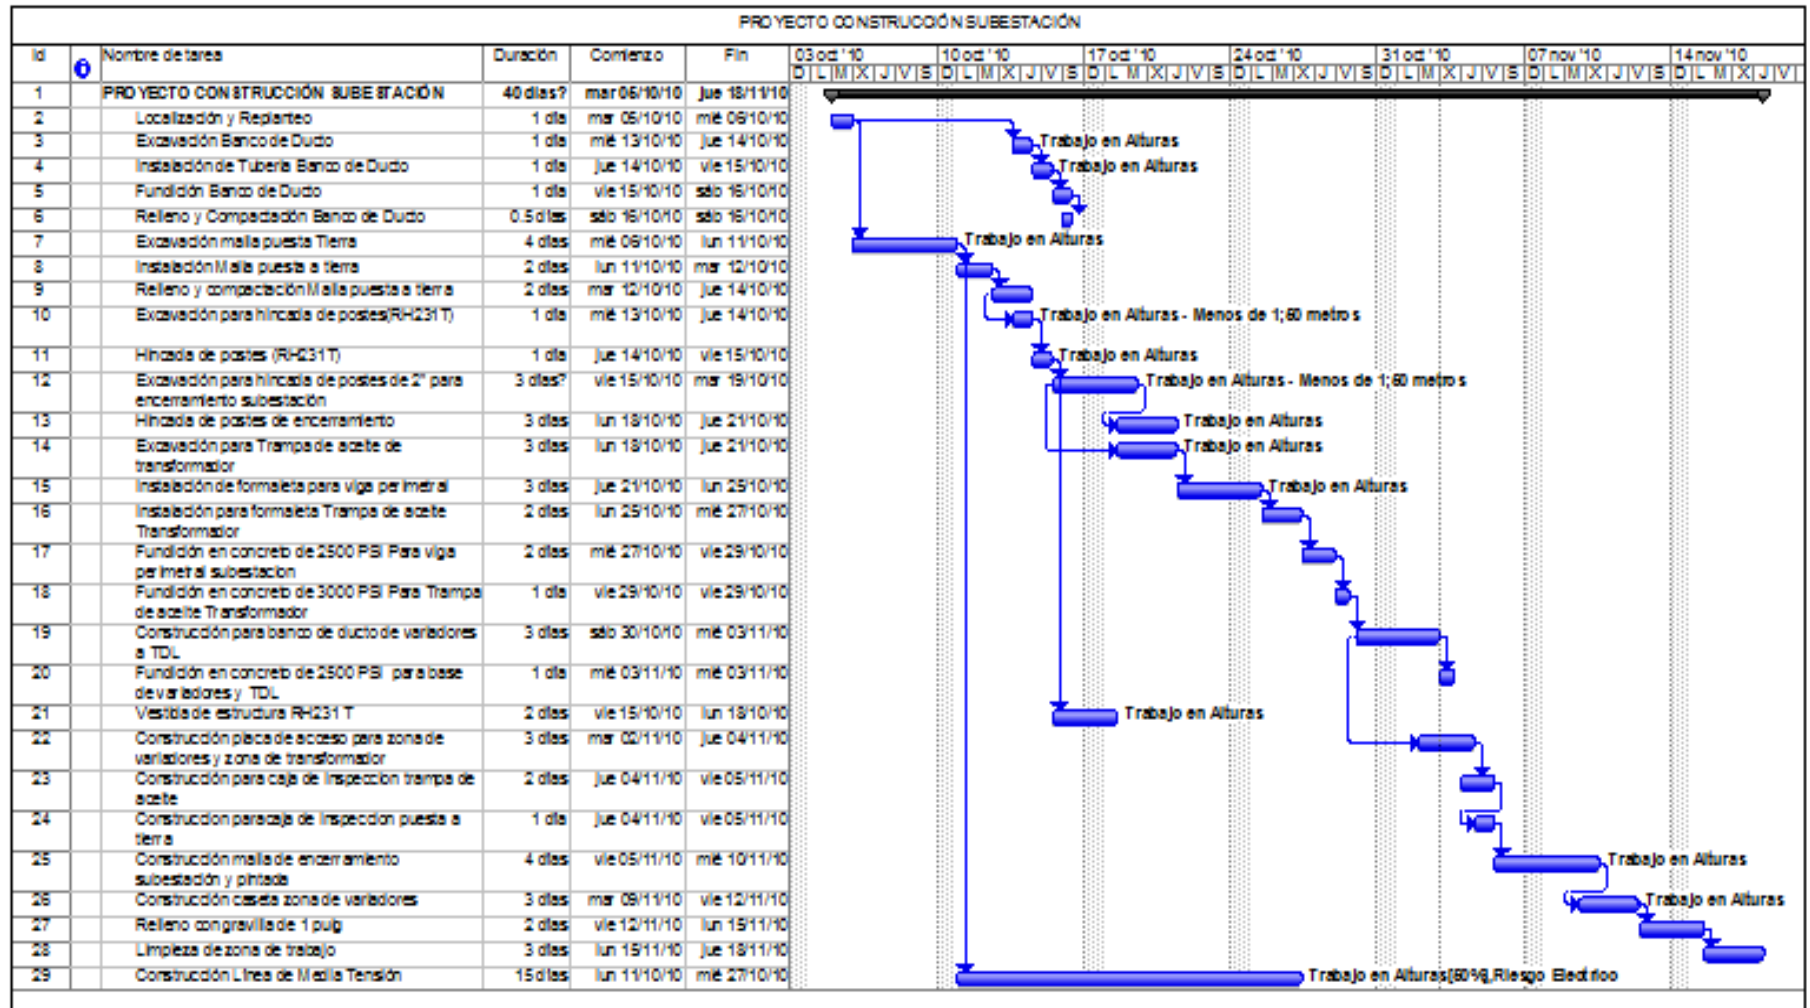 PROYECTO CONSTRUCCIÓN SUBESTACIÓN
Id Nombre de tarea Duración Comienzo Fin 03 oct '10 10 oct '10 17 oct '10 24 oct '10 31 oct '10 07 nov '10 14 nov '10
D L M X J V S D L M X J V S D L M X J V S D L M X J V S D L M X J V S D L M X J V S D L M X J V
1 PROYECTO CONSTRUCCIÓN SUBESTACIÓN 40 días? mar 05/10/10 jue 18/11/10
2 Localización y Replanteo 1 día mar 05/10/10 mié 06/10/10
3 Excavación Banco de Ducto 1 día mié 13/10/10 jue 14/10/10 Trabajo en Alturas
4 Instalación de Tubería Banco de Ducto 1 día jue 14/10/10 vie 15/10/10 Trabajo en Alturas
5 Fundición Banco de Ducto 1 día vie 15/10/10 sáb 16/10/10
6 Relleno y Compactación Banco de Ducto 0.5 días sáb 16/10/10 sáb 16/10/10
7 Excavación malla puesta Tierra 4 días mié 06/10/10 lun 11/10/10 Trabajo en Alturas
8 Instalación Malla puesta a tierra 2 días lun 11/10/10 mar 12/10/10
9 Relleno y compactación Malla puesta a tierra 2 días mar 12/10/10 jue 14/10/10
10 Excavación para hincada de postes(RH231T) 1 día mié 13/10/10 jue 14/10/10 Trabajo en Alturas - Menos de 1;60 metros
11 Hincada de postes (RH231T) 1 día jue 14/10/10 vie 15/10/10 Trabajo en Alturas
12 Excavación para hincada de postes de 2" para 3 días? vie 15/10/10 mar 19/10/10 Trabajo en Alturas - Menos de 1;60 metros
encerramiento subestación
13 Hincada de postes de encerramiento 3 días lun 18/10/10 jue 21/10/10 Trabajo en Alturas
14 Excavación para Trampa de aceite de 3 días lun 18/10/10 jue 21/10/10 Trabajo en Alturas
transformador
15 Instalación de formaleta para viga perimetral 3 días jue 21/10/10 lun 25/10/10 Trabajo en Alturas
16 Instalación para formaleta Trampa de aceite 2 días lun 25/10/10 mié 27/10/10
Transformador
17 Fundición en concreto de 2500 PSI Para viga 2 días mié 27/10/10 vie 29/10/10
perimetral subestacion
18 Fundición en concreto de 3000 PSI Para Trampa 1 día vie 29/10/10 vie 29/10/10
de aceite Transformador
19 Construcción para banco de ducto de variadores 3 días sáb 30/10/10 mié 03/11/10
a TDL
20 Fundición en concreto de 2500 PSI para base 1 día mié 03/11/10 mié 03/11/10
de variadores y TDL
21 Vestida de estructura RH231 T 2 días vie 15/10/10 lun 18/10/10 Trabajo en Alturas
22 Construcción placa de acceso para zona de 3 días mar 02/11/10 jue 04/11/10
variadores y zona de transformador
23 Construcción para caja de inspeccion trampa de 2 días jue 04/11/10 vie 05/11/10
aceite
24 Construccion para caja de inspeccion puesta a 1 día jue 04/11/10 vie 05/11/10
tierra
25 Construcción malla de encerramiento 4 días vie 05/11/10 mié 10/11/10 Trabajo en Alturas
subestación y pintada
26 Construcción caseta zona de variadores 3 días mar 09/11/10 vie 12/11/10 Trabajo en Alturas
27 Relleno con gravilla de 1 pulg 2 días vie 12/11/10 lun 15/11/10
28 Limpieza de zona de trabajo 3 días lun 15/11/10 jue 18/11/10
29 Construcción Línea de Media Tensión 15 días lun 11/10/10 mié 27/10/10 Trabajo en Alturas[50%],Riesgo Electrico